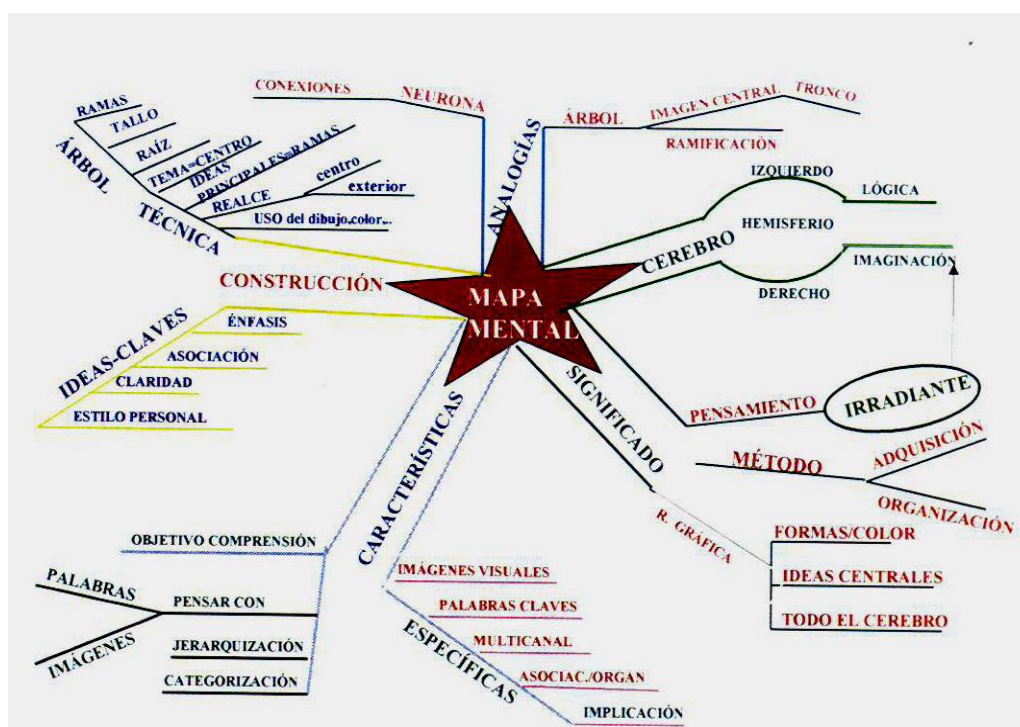 MAPA
MENTAL
ANALOGÍAS
NEURONA
CONEXIONES
ÁRBOL
IMAGEN CENTRAL
TRONCO
RAMIFICACIÓN
CEREBRO
HEMISFERIO
IZQUIERDO
LÓGICA
DERECHO
IMAGINACIÓN
SIGNIFICADO
PENSAMIENTO
IRRADIANTE
MÉTODO
ADQUISICIÓN
ORGANIZACIÓN
R. GRÁFICA
FORMAS/COLOR
IDEAS CENTRALES
TODO EL CEREBRO
CARACTERÍSTICAS
ESPECÍFICAS
IMÁGENES VISUALES
PALABRAS CLAVES
MULTICANAL
ASOCIAC./ORGAN
IMPLICACIÓN
OBJETIVO COMPRENSIÓN
PENSAR CON
PALABRAS
IMÁGENES
JERARQUIZACIÓN
CATEGORIZACIÓN
CONSTRUCCIÓN
IDEAS-CLAVES
ÉNFASIS
ASOCIACIÓN
CLARIDAD
ESTILO PERSONAL
TÉCNICA
ÁRBOL
RAMAS
TALLO
RAÍZ
TEMA=CENTRO
IDEAS
PRINCIPALES=RAMAS
REALCE
centro
exterior
USO del dibujo,color...